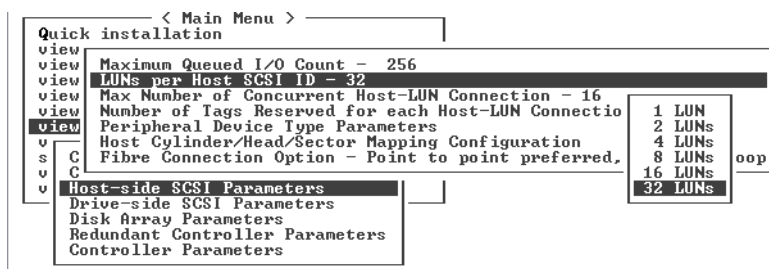 < Main Menu >
Quick installation
view
view Maximum Queued I/O Count - 256
view LUNs per Host SCSI ID - 32
view Max Number of Concurrent Host-LUN Connection - 16
view Number of Tags Reserved for each Host-LUN Connectio
1 LUN
view Peripheral Device Type Parameters
2 LUNs
v Host Cylinder/Head/Sector Mapping Configuration
4 LUNs
s C Fibre Connection Option - Point to point preferred,
8 LUNs
oop
v C
16 LUNs
v Host-side SCSI Parameters
32 LUNs
Drive-side SCSI Parameters
Disk Array Parameters
Redundant Controller Parameters
Controller Parameters